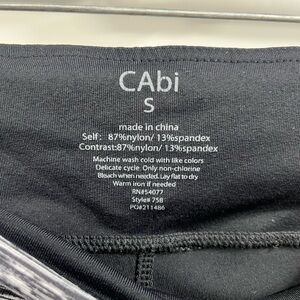 CAbi
S
made in china
Self: 87%nylon/ 13%spandex
Contrast:87%nylon/ 13%spandex
Machine wash cold with like colors
Delicate cycle. Only non-chlorine
Bleach when needed. Lay flat to dry
Warm iron if needed
RN#54077
Style# 758
PO#211486